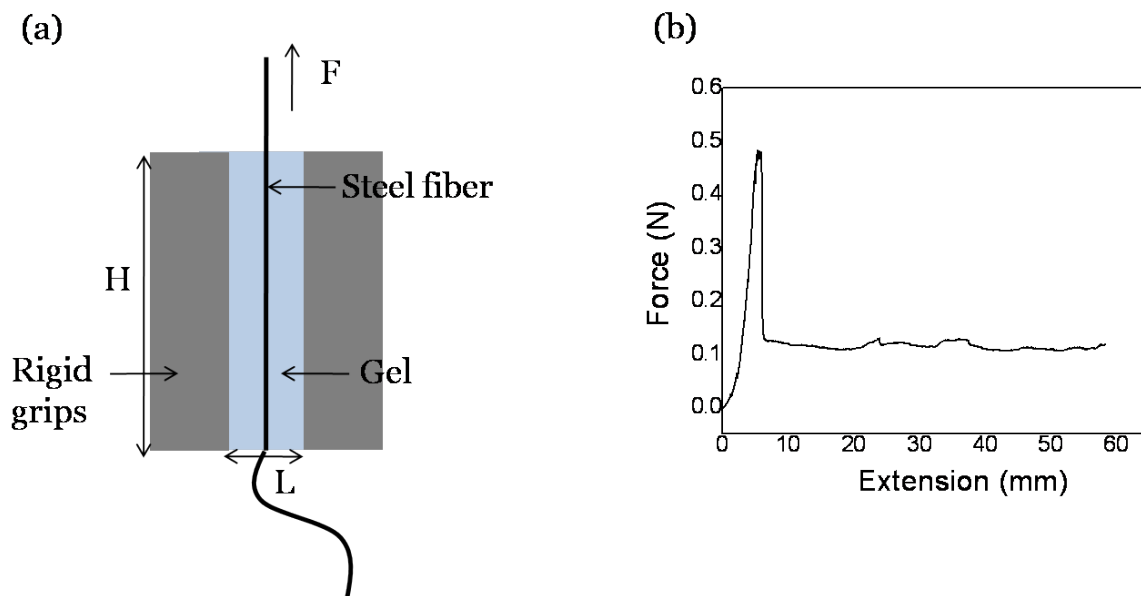 (a)
F
Steel fiber
H
Rigid
grips
Gel
L
(b)
0.6
0.5
0.4
0.3
0.2
0.1
0.0
Force (N)
0 10 20 30 40 50 60
Extension (mm)